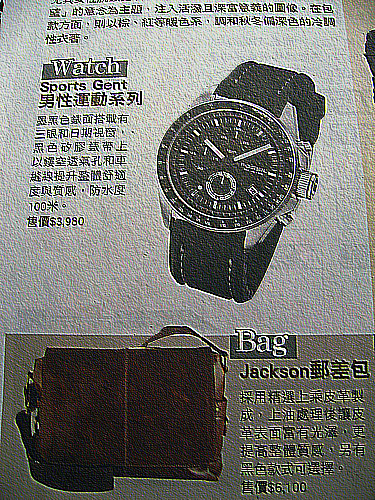 望」的意念為主題，注入活潑且深富意義的圖像。在包
款方面，則以棕、紅等暖色系，調和秋冬偏深色的冷調
性衣着。
Watch
Sports Gent
男性運動系列
墨黑色錶面搭載有
三眼和日期視窗，
黑色矽膠錶帶上
以鏤空透氣孔和車
縫線提升整體舒適
度與質感，防水度
100米。
售價$3,980
Bag
Jackson郵差包
採用精選上乘皮革製
成，上油處理使讓皮
革表面富有光澤，更
提高整體質感，另有
黑色款式可選擇。
售價$6,100